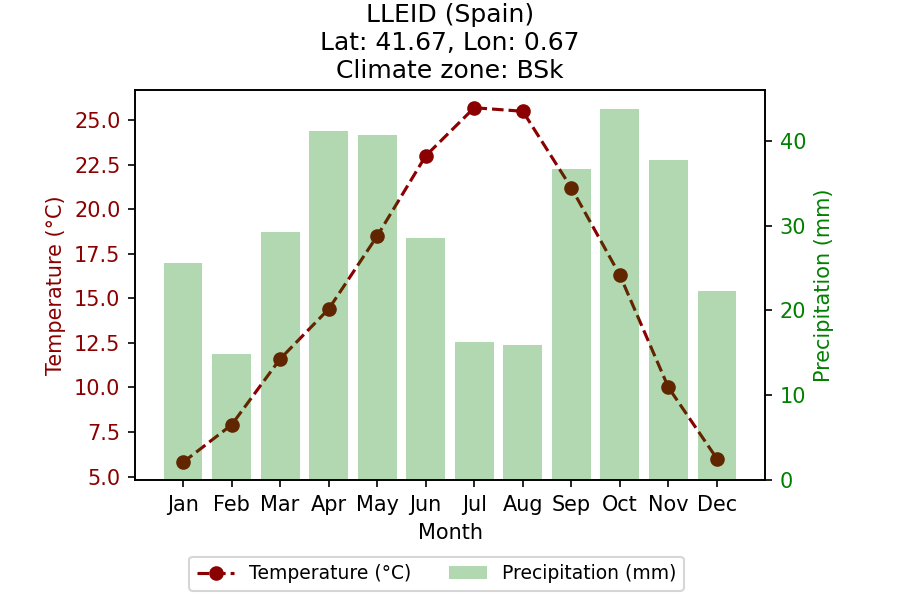 LLEID (Spain)
Lat: 41.67, Lon: 0.67
Climate zone: BSk
25.0
22.5
20.0
17.5
15.0
12.5
10.0
7.5
5.0
Temperature (°C)
40
30
20
10
0
Precipitation (mm)
Jan Feb Mar Apr May Jun Jul Aug Sep Oct Nov Dec
Month
Temperature (°C) Precipitation (mm)